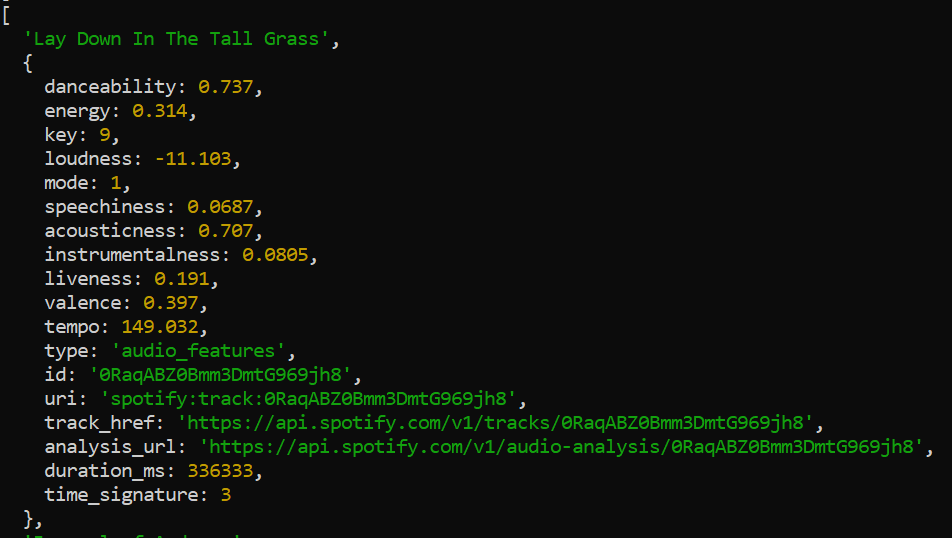 [
'Lay Down In The Tall Grass',
{
danceability: 0.737,
energy: 0.314,
key: 9,
loudness: -11.103,
mode: 1,
speechiness: 0.0687,
acousticness: 0.707,
instrumentalness: 0.0805,
liveness: 0.191,
valence: 0.397,
tempo: 149.032,
type: 'audio_features',
id: '0RaqABZ0Bmm3DmtG969jh8',
uri: 'spotify:track:0RaqABZ0Bmm3DmtG969jh8',
track_href: 'https://api.spotify.com/v1/tracks/0RaqABZ0Bmm3DmtG969jh8',
analysis_url: 'https://api.spotify.com/v1/audio-analysis/0RaqABZ0Bmm3DmtG969jh8',
duration_ms: 336333,
time_signature: 3
},